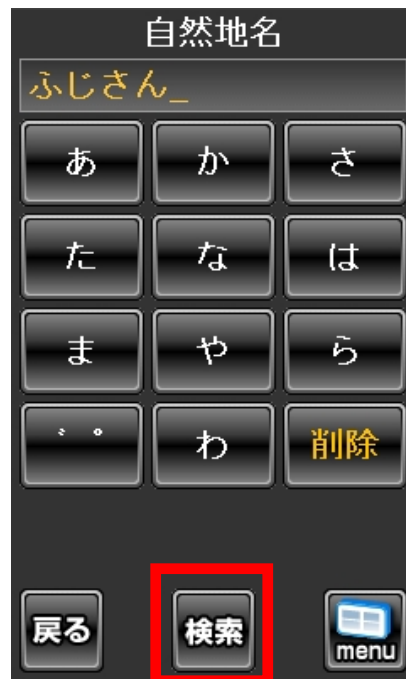 自然地名
ふじさん_
あ か さ
た な は
ま や ら
゛゜ わ 削除
戻る 検索 menu